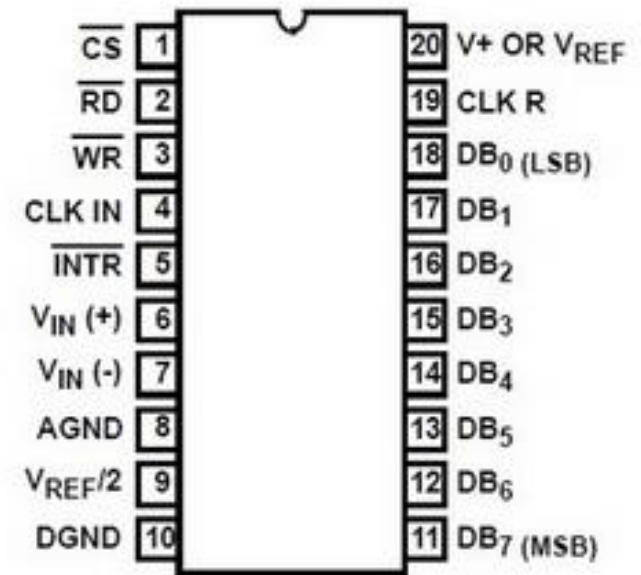 CS 1 20 V+ OR VREF
RD 2 19 CLK R
WR 3 18 DB0 (LSB)
CLK IN 4 17 DB1
INTR 5 16 DB2
VIN (+) 6 15 DB3
VIN (-) 7 14 DB4
AGND 8 13 DB5
VREF/2 9 12 DB6
DGND 10 11 DB7 (MSB)